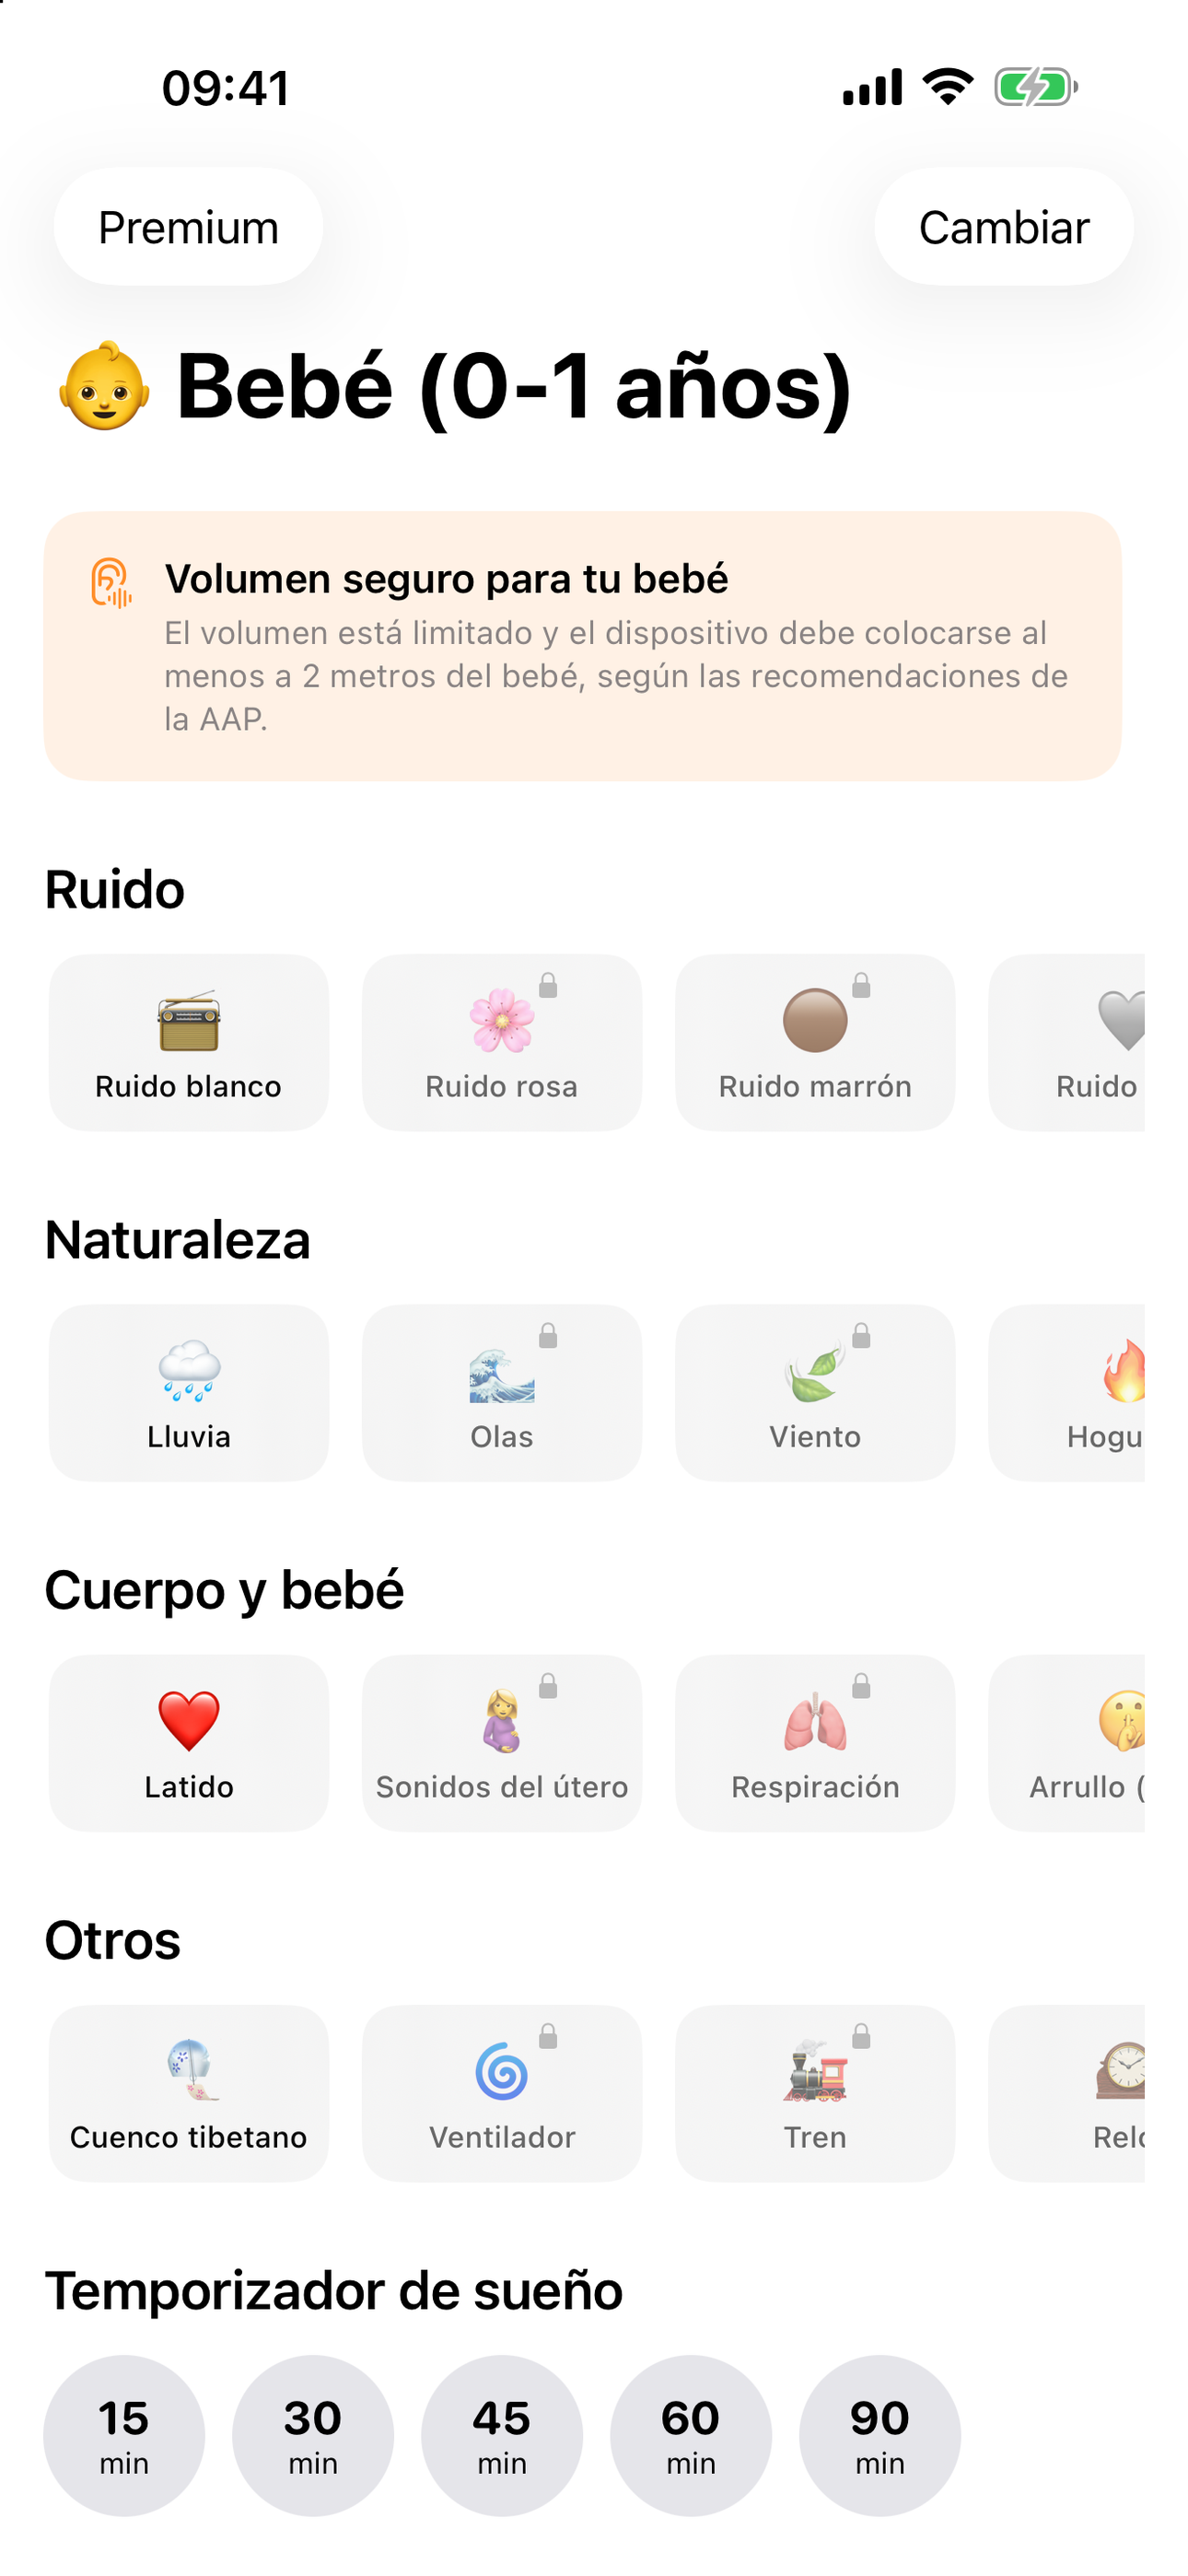 09:41
Premium
Cambiar
Bebé (0-1 años)
Volumen seguro para tu bebé
El volumen está limitado y el dispositivo debe colocarse al
menos a 2 metros del bebé, según las recomendaciones de
la AAP.
Ruido
Ruido blanco
Ruido rosa
Ruido marrón
Ruido
Naturaleza
Lluvia
Olas
Viento
Cuerpo y bebé
Latido
Sonidos del útero
Respiración
Arrullo (
Otros
Cuenco tibetano
Ventilador
Tren
Temporizador de sueño
15 min
30 min
45 min
60 min
90 min